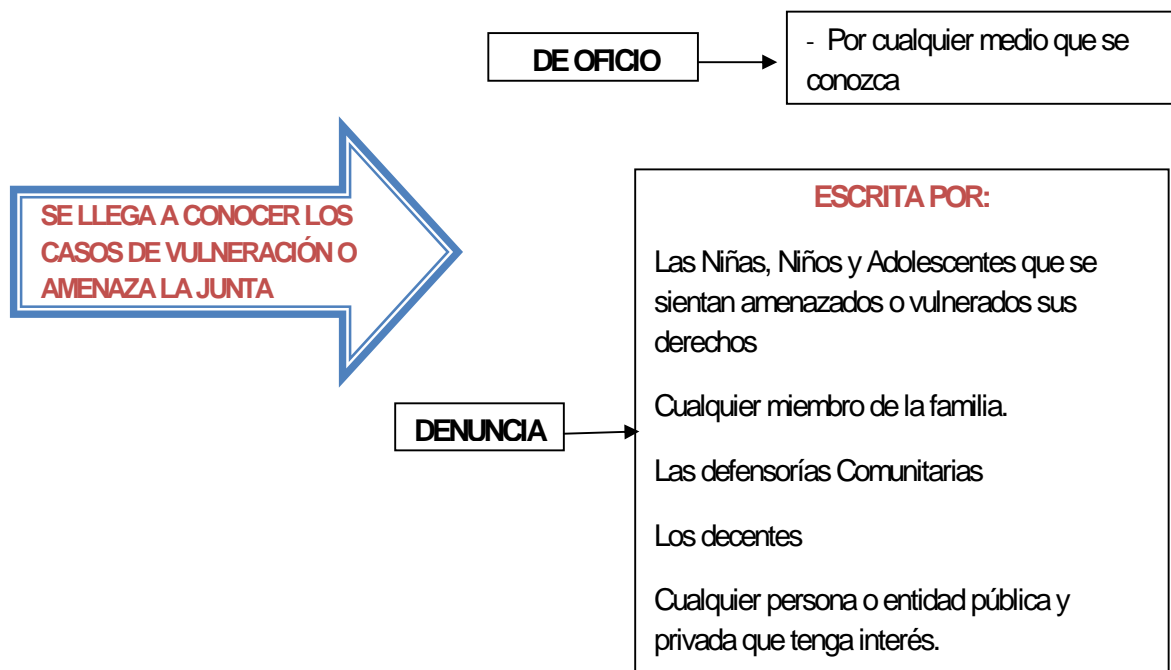 DE OFICIO
- Por cualquier medio que se
conozca
SE LLEGA A CONOCER LOS
CASOS DE VULNERACIÓN O
AMENAZA LA JUNTA
DENUNCIA
ESCRITA POR:
Las Niñas, Niños y Adolescentes que se
sientan amenazados o vulnerados sus
derechos
Cualquier miembro de la familia.
Las defensorías Comunitarias
Los decentes
Cualquier persona o entidad pública y
privada que tenga interés.